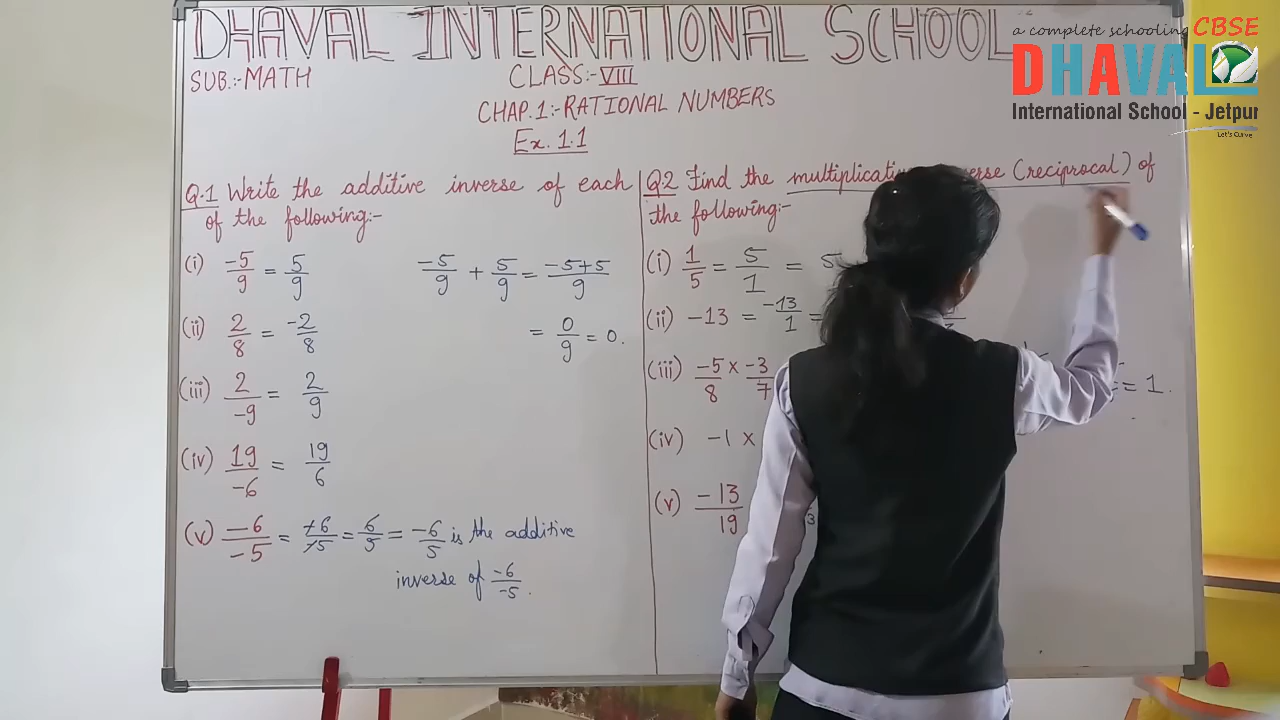 DHAVAL INTERNATIONAL SCHOOL
a complete schooling CBSE
DHAVAL
International School - Jetpur
Let's Curve
SUB.:-MATH
CLASS:-VIII
CHAP.1:-RATIONAL NUMBERS
Ex. 1.1
Q.1 Write the additive inverse of each
of the following:-
(i) -5/9 = 5/9
-5/9 + 5/9 = -5+5/9
= 0/9 = 0.
(ii) 2/8 = -2/8
(iii) 2/-9 = 2/9
(iv) 19/-6 = 19/6
(v) -6/-5 = -6/-5 = 6/5 = -6/5 is the additive
inverse of -6/-5.
Q.2 Find the (reciprocal) of
the following:-
(i) 1/5 = 5/1 = 5
(ii) -13 = -13/1 =
(iii) -5/8 × -3/7
= 1.
(iv) -1 ×
(v) -13/19